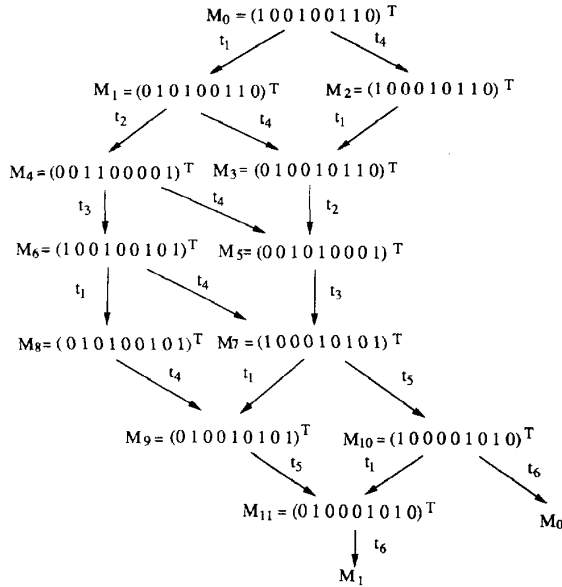 M0 = (1 0 0 1 0 0 1 1 0) T
t1 t4
M1 = (0 1 0 1 0 0 1 1 0) T M2 = (1 0 0 0 1 0 1 1 0) T
t2 t4 t1
M4 = (0 0 1 1 0 0 0 0 1) T M3 = (0 1 0 0 1 0 1 1 0) T
t3 t4 t2
M6 = (1 0 0 1 0 0 1 0 1) T M5 = (0 0 1 0 1 0 0 0 1) T
t1 t4 t3
M8 = (0 1 0 1 0 0 1 0 1) T M7 = (1 0 0 0 1 0 1 0 1) T
t4 t1 t5
M9 = (0 1 0 0 1 0 1 0 1) T M10 = (1 0 0 0 0 1 0 1 0) T
t5 t1 t6
M11 = (0 1 0 0 0 1 0 1 0) T M0
t6
M1